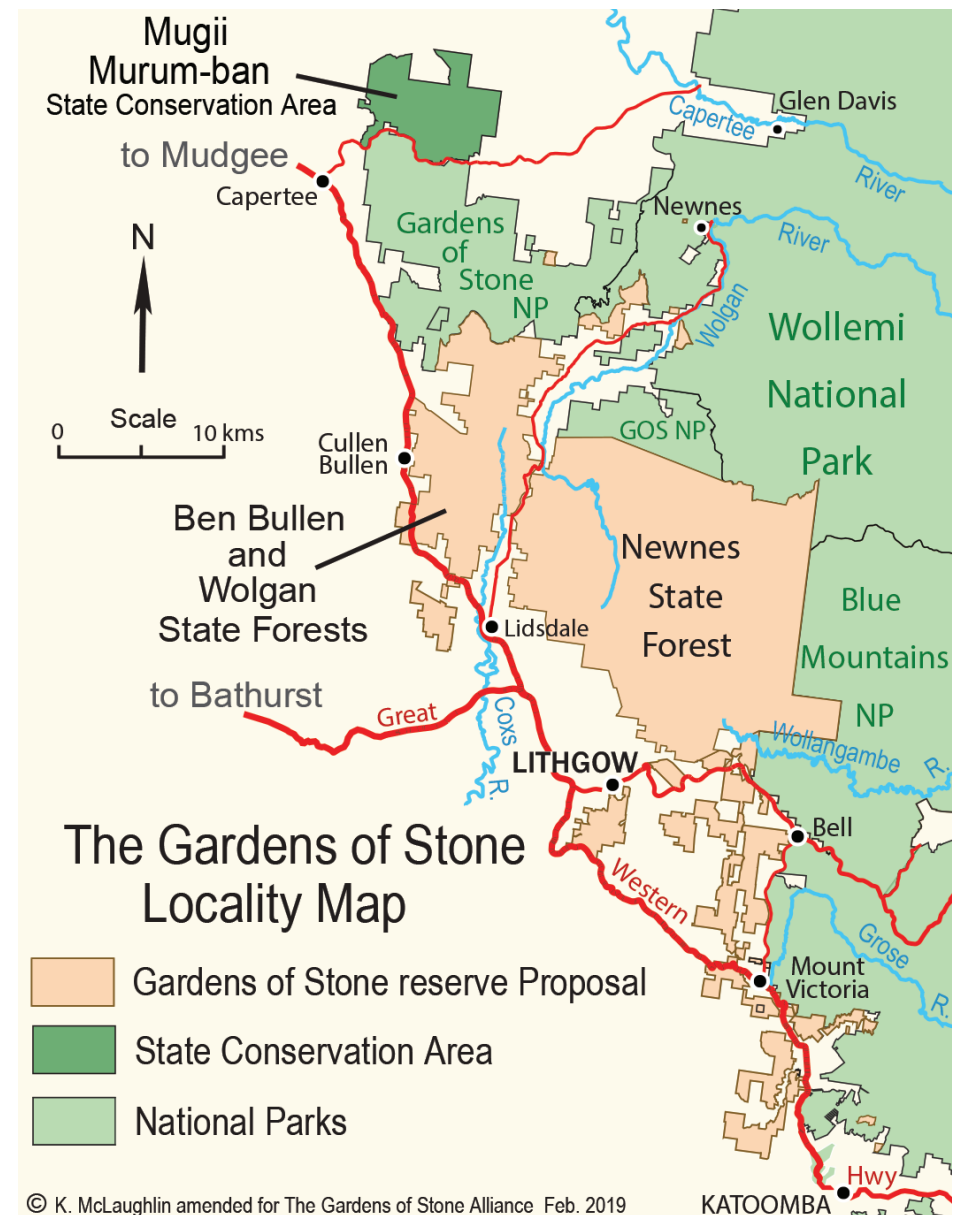 Mugii
Murum-ban
State Conservation Area
to Mudgee
Capertee
Capertee
River
Glen Davis
Newnes
River
Wolgan
Gardens
of
Stone
NP
N
Scale
0 10 kms
Wollemi
National
Park
GOS NP
Cullen
Bullen
Ben Bullen
and
Wolgan
State Forests
Newnes
State
Forest
Blue
Mountains
NP
Lidsdale
to Bathurst
Great
Coxs
R.
Wollangambe
R.
LITHGOW
Bell
Western
Grose
R.
Mount
Victoria
Hwy
KATOOMBA
The Gardens of Stone
Locality Map
Gardens of Stone reserve Proposal
State Conservation Area
National Parks
© K. McLaughlin amended for The Gardens of Stone Alliance Feb. 2019